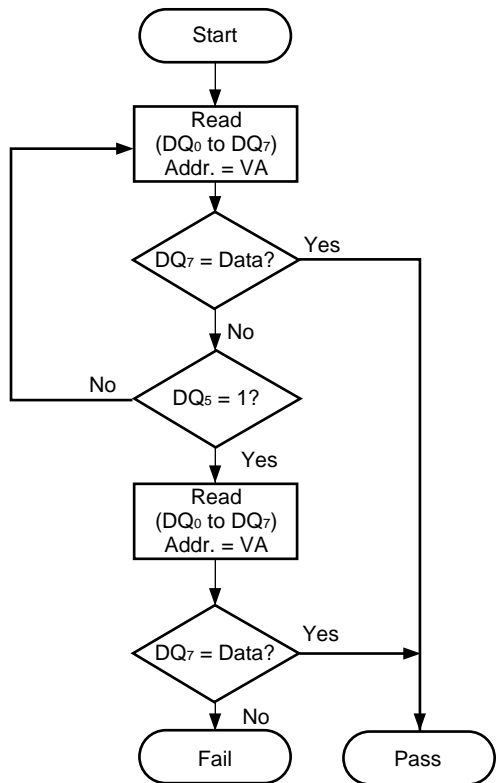 Start
Read
(DQ₀ to DQ₇)
Addr. = VA
DQ₇ = Data?
Yes
No
DQ₅ = 1?
No
Yes
Read
(DQ₀ to DQ₇)
Addr. = VA
DQ₇ = Data?
Yes
No
Fail
Pass